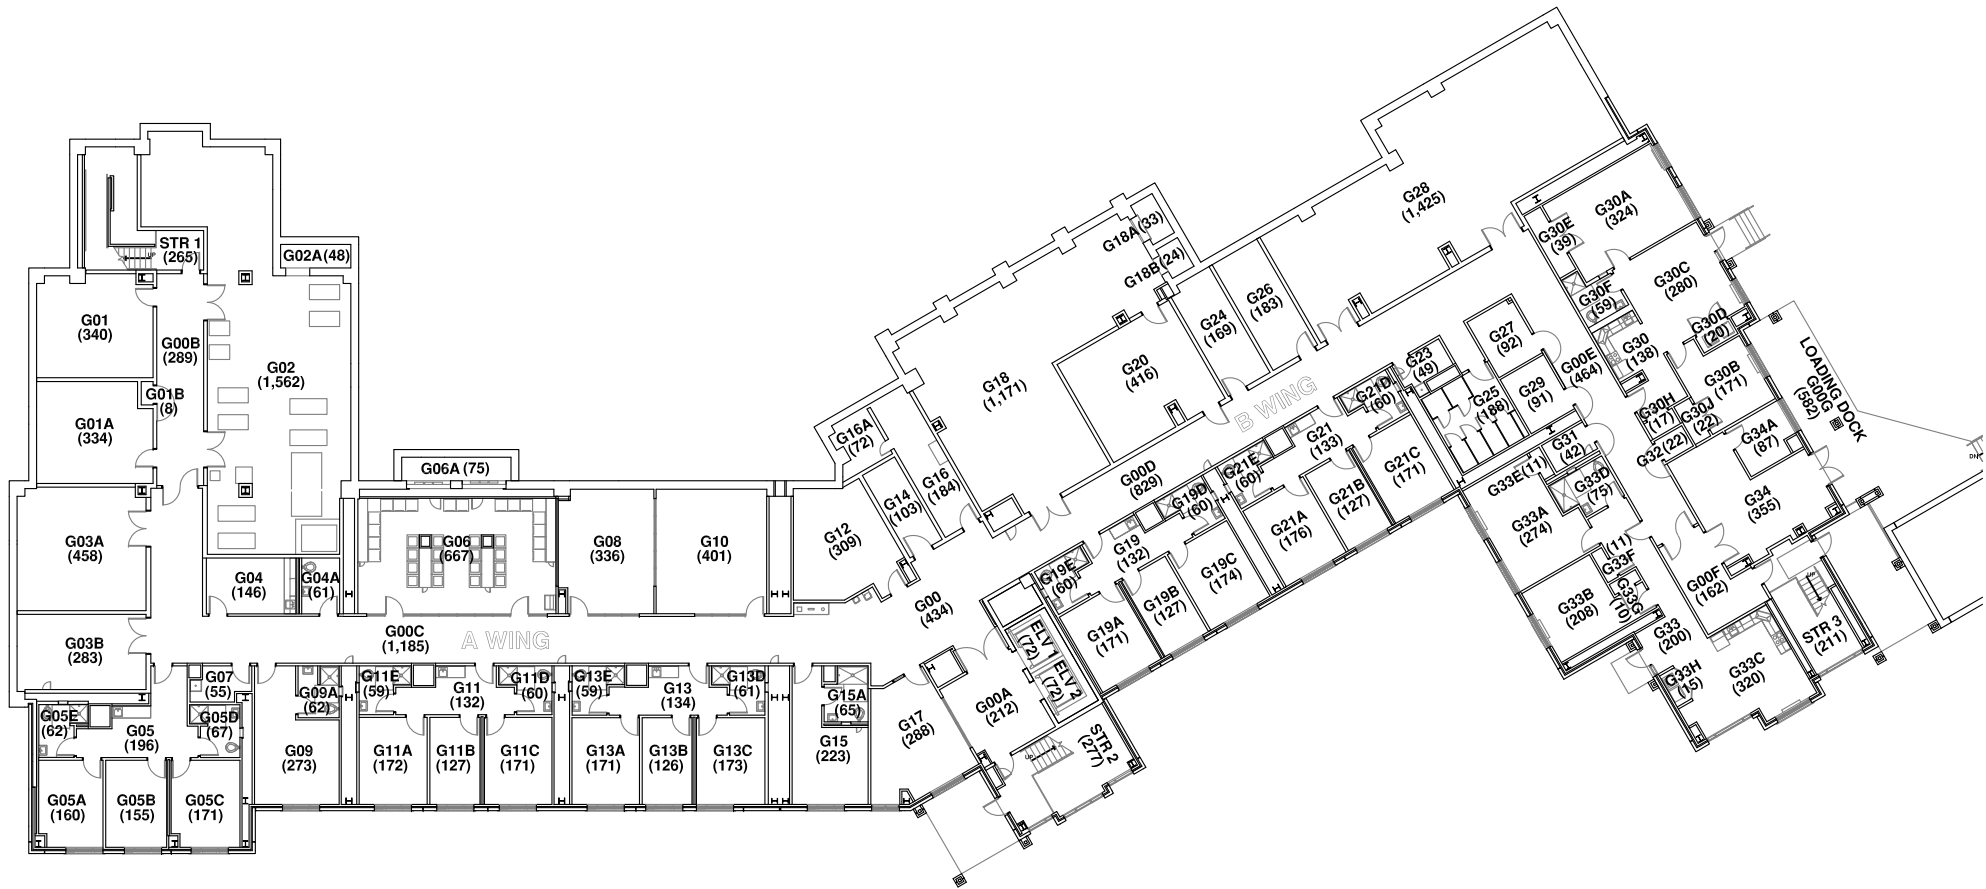 STR 1
(265)
G02A (48)
G01
(340)
G00B
(289)
G02
(1,562)
G01B
(8)
G01A
(334)
G03A
(458)
G03B
(283)
G04
(146)
G04A
(61)
G06A (75)
G06
(667)
G08
(336)
G10
(401)
G00C
(1,185)
A WING
G07
(55)
G05E
(62)
G05
(196)
G05D
(67)
G05A
(160)
G05B
(155)
G05C
(171)
G09A
(62)
G09
(273)
G11E
(59)
G11
(132)
G11D
(60)
G11A
(172)
G11B
(127)
G11C
(171)
G13E
(59)
G13
(134)
G13D
(61)
G13A
(171)
G13B
(126)
G13C
(173)
G15A
(65)
G15
(223)
G17
(288)
G12
(309)
G14
(103)
G16
(184)
G16A
(72)
G18
(1,171)
G18A (33)
G18B (24)
G20
(416)
G24
(169)
G26
(183)
G28
(1,425)
G00
(434)
G00A
(212)
ELV 1
(72)
ELV 2
(72)
STR 2
(277)
UP
G00D
(829)
B WING
G19E
(60)
G19
(132)
G19D
(60)
G19A
(171)
G19B
(127)
G19C
(174)
G21E
(60)
G21
(133)
G21D
(60)
G21A
(176)
G21B
(127)
G21C
(171)
G23
(49)
G25
(188)
G27
(92)
G29
(91)
G00E
(464)
G30A
(324)
G30E
(39)
G30C
(280)
G30F
(59)
G30
(138)
G30D
(20)
G30B
(171)
G30H
(17)
G30J
(22)
G32 (22)
G31
(42)
G34A
(87)
G34
(355)
LOADING DOCK
G00G
(582)
DN
G33E (11)
G33D
(75)
G33A
(274)
(11)
G33F
G33G
(10)
G33B
(208)
G33
(200)
G33H
(15)
G33C
(320)
G00F
(162)
STR 3
(211)
UP